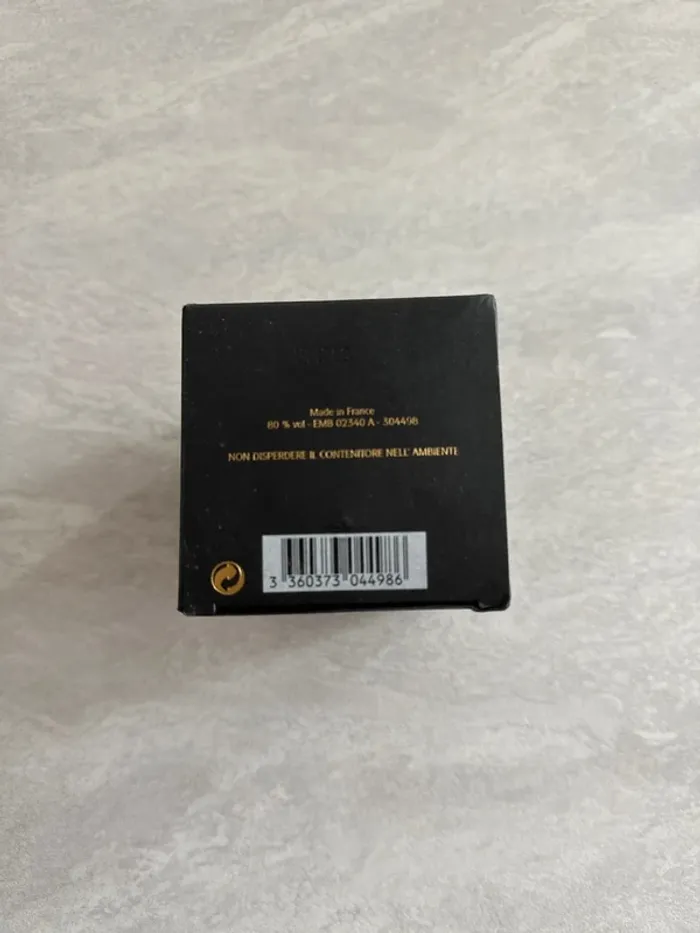 Made in France
80 % vol - EMB 02340 A - 304498
NON DISPERDERE IL CONTENITORE NELL' AMBIENTE
3 360373 044986